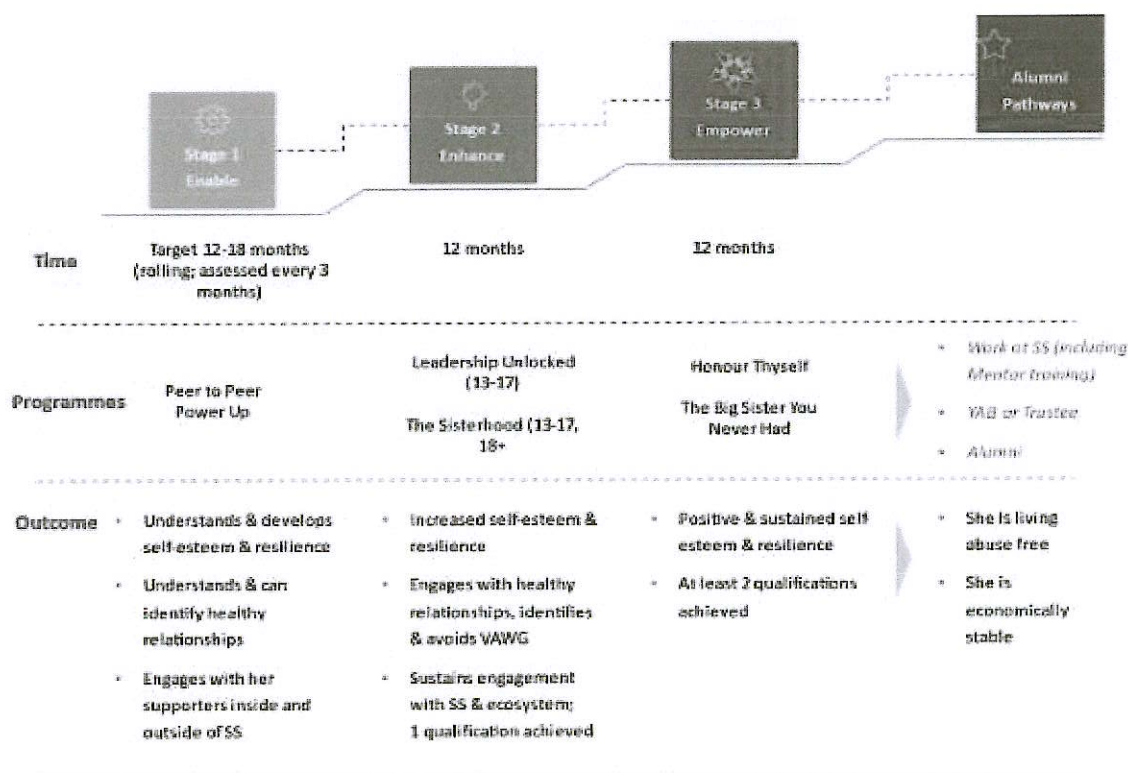 Stage 1
Enable
Stage 2
Enhance
Stage 3
Empower
Alumni
Pathways
Time
Target 12-18 months
(rolling; assessed every 3
months)
12 months
12 months
Programmes
Peer to Peer
Power Up
Leadership Unlocked
(13-17)
The Sisterhood (13-17,
18+
Honour Thyself
The Big Sister You
Never Had
• Work at SS (including
Mentor training)
• YAB or Trustee
• Alumni
Outcome
• Understands & develops
self-esteem & resilience
• Understands & can
identify healthy
relationships
• Engages with her
supporters inside and
outside of SS
• Increased self-esteem &
resilience
• Engages with healthy
relationships, identifies
& avoids VAWG
• Sustains engagement
with SS & ecosystem;
1 qualification achieved
• Positive & sustained self
esteem & resilience
• At least 2 qualifications
achieved
• She is living
abuse free
• She is
economically
stable